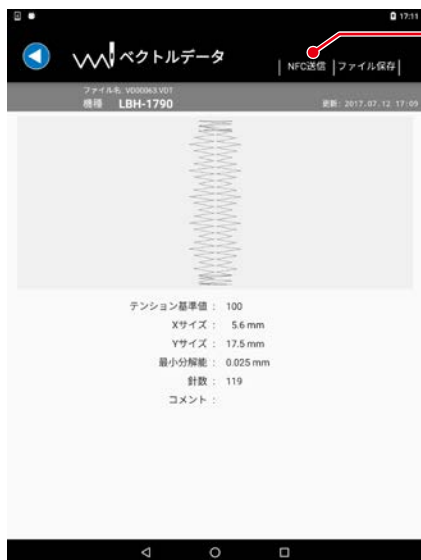 17:11
ベクトルデータ
NFC送信
ファイル保存
ファイル名: VD00063.VDT
機種 LBH-1790
更新: 2017.07.12 17:09
テンション基準値 : 100
Xサイズ : 5.6 mm
Yサイズ : 17.5 mm
最小分解能 : 0.025 mm
針数 : 119
コメント :